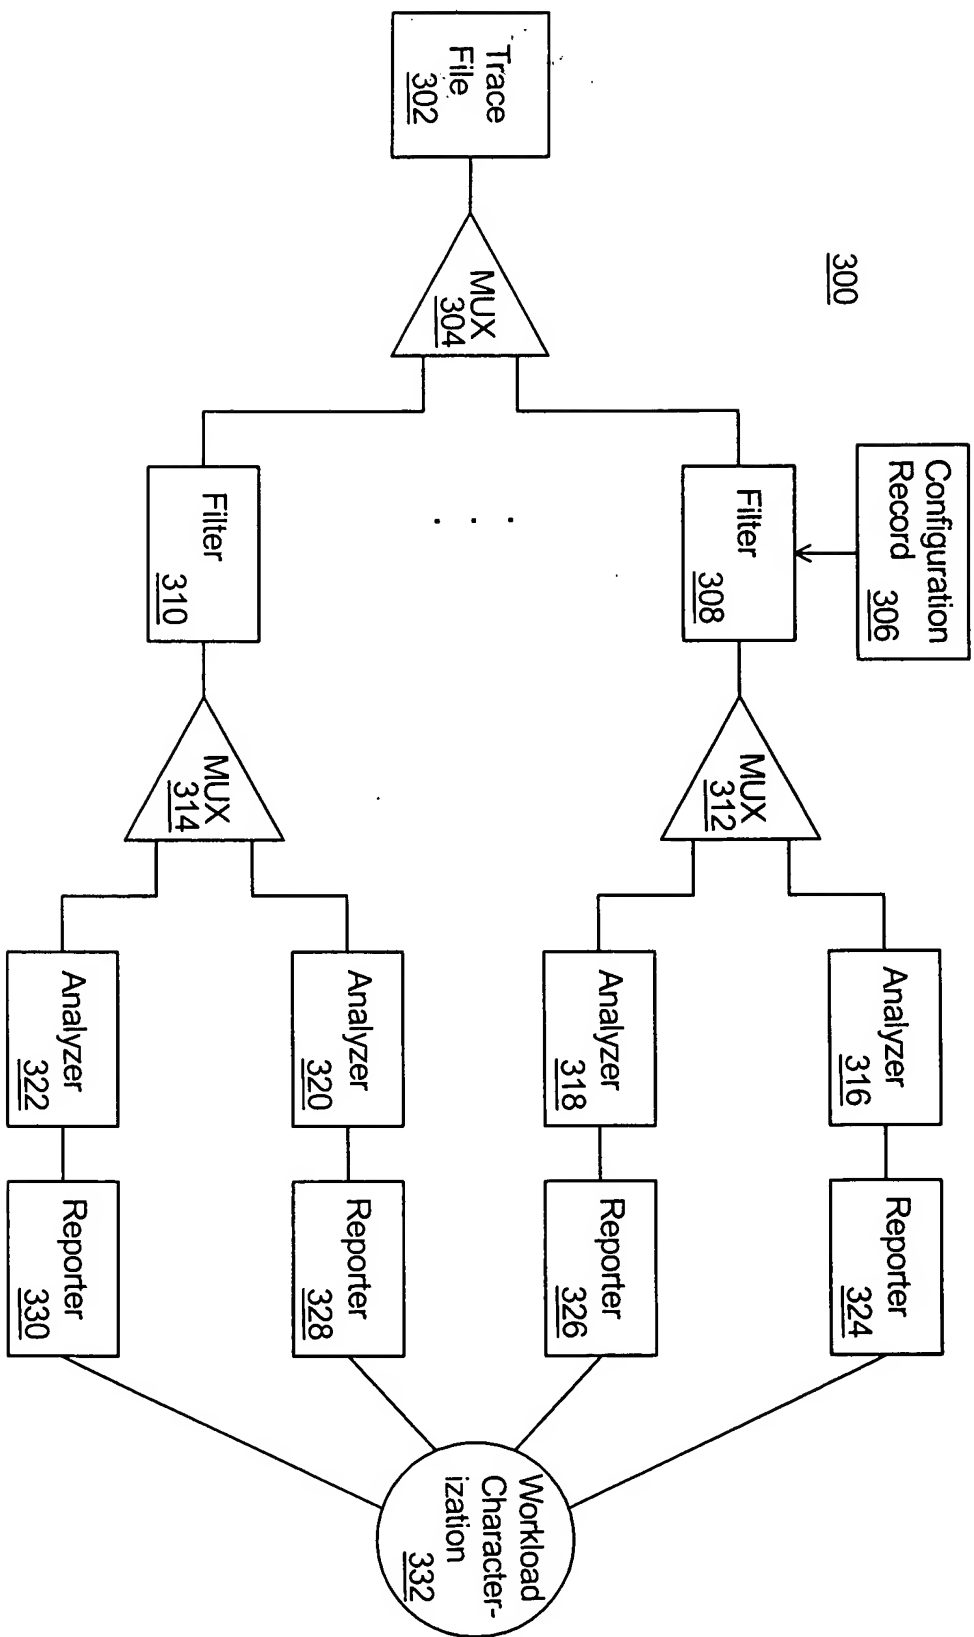 300
Trace
File
302
MUX
304
Configuration
Record
306
Filter
308
Filter
310
MUX
312
MUX
314
Analyzer
316
Analyzer
318
Analyzer
320
Analyzer
322
Reporter
324
Reporter
326
Reporter
328
Reporter
330
Workload
Character-
ization
332